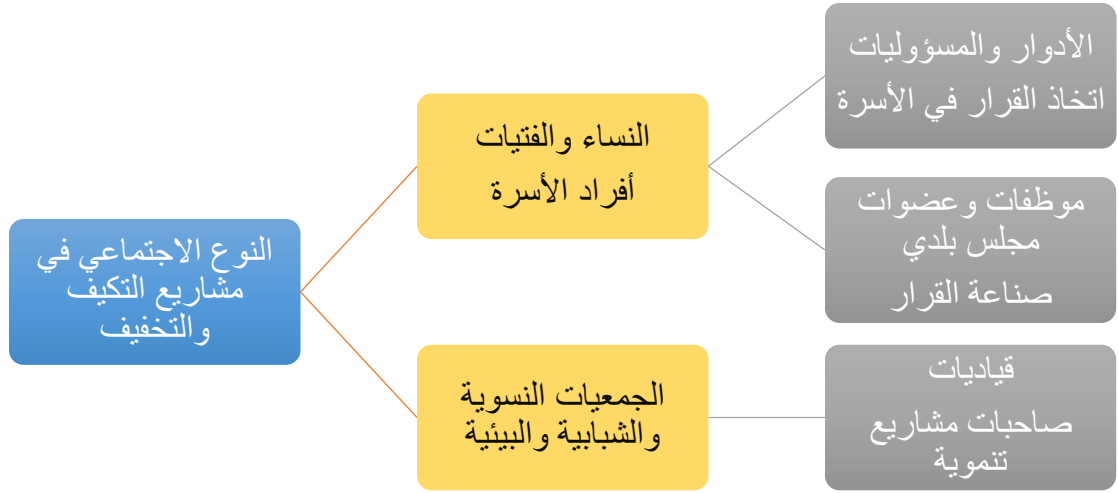 النوع الاجتماعي في
مشاريع التكيف
والتخفيف
النساء والفتيات
أفراد الأسرة
الجمعيات النسوية
والشبابية والبيئية
الأدوار والمسؤوليات
اتخاذ القرار في الأسرة
موظفات وعضوات
مجلس بلدي
صناعة القرار
قياديات
صاحبات مشاريع
تنموية